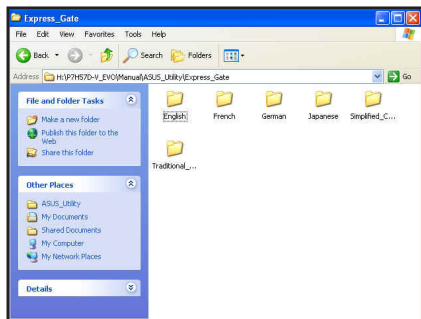 Express_Gate
File Edit View Favorites Tools Help
Back Search Folders
Address H:\P7H57D-V_EVO\Manual\ASUS_Utility\Express_Gate Go
File and Folder Tasks
Make a new folder
Publish this folder to the
Web
Share this folder
Other Places
ASUS_Utility
My Documents
Shared Documents
My Computer
My Network Places
Details
English French German Japanese Simplified_C...
Traditional_...